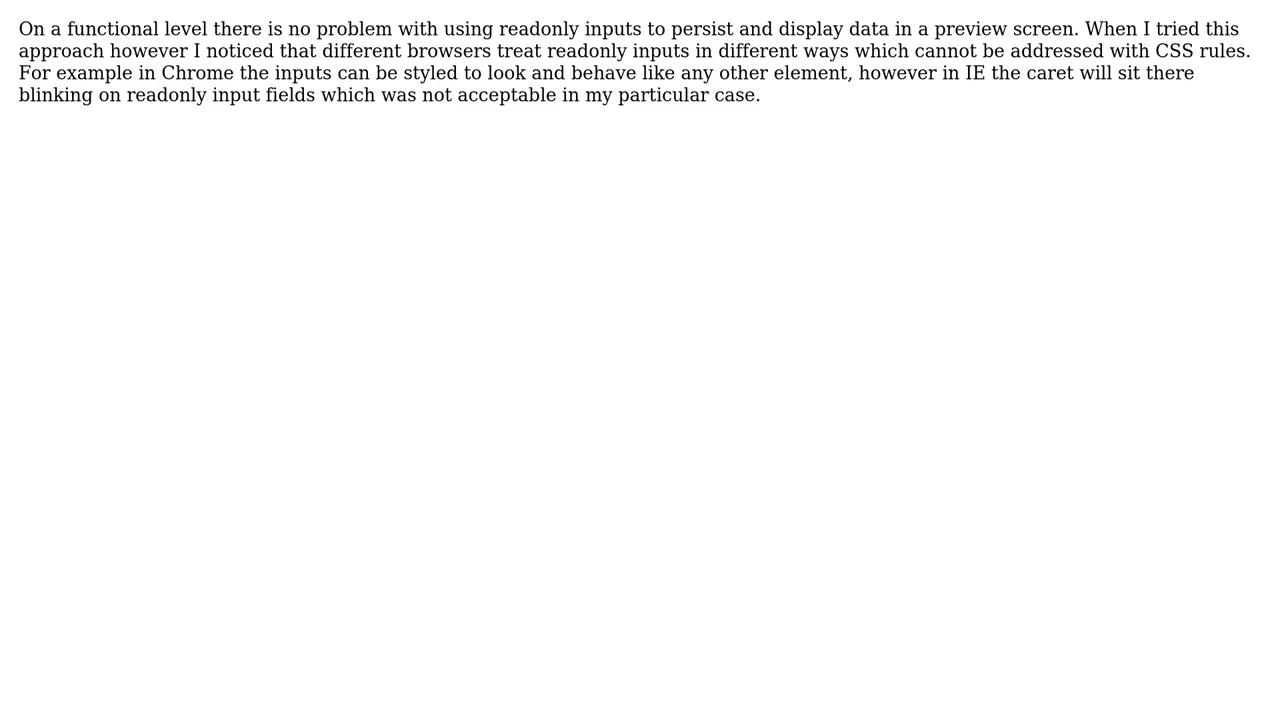 On a functional level there is no problem with using readonly inputs to persist and display data in a preview screen. When I tried this
approach however I noticed that different browsers treat readonly inputs in different ways which cannot be addressed with CSS rules.
For example in Chrome the inputs can be styled to look and behave like any other element, however in IE the caret will sit there
blinking on readonly input fields which was not acceptable in my particular case.